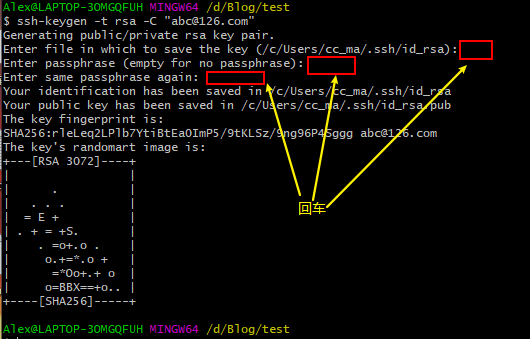 Alex@LAPTOP-3OMGQFUH MINGW64 /d/Blog/test
$ ssh-keygen -t rsa -C "abc@126.com"
Generating public/private rsa key pair.
Enter file in which to save the key (/c/Users/cc_ma/.ssh/id_rsa):
Enter passphrase (empty for no passphrase):
Enter same passphrase again:
Your identification has been saved in /c/Users/cc_ma/.ssh/id_rsa
Your public key has been saved in /c/Users/cc_ma/.ssh/id_rsa.pub
The key fingerprint is:
SHA256:rleLeq2LPlb7YtiBtEaOImP5/9tKLSz/9ng96P4Sggg abc@126.com
The key's randomart image is:
+---[RSA 3072]----+
|                 |
|      .          |
|   . . .         |
|  = E +          |
| . + = +S.       |
|    . =o+.o .    |
|     o.+=*.o +   |
|      =*Oo+.+ o  |
|     o=BBX==+o.. |
+----[SHA256]-----+
回车
Alex@LAPTOP-3OMGQFUH MINGW64 /d/Blog/test